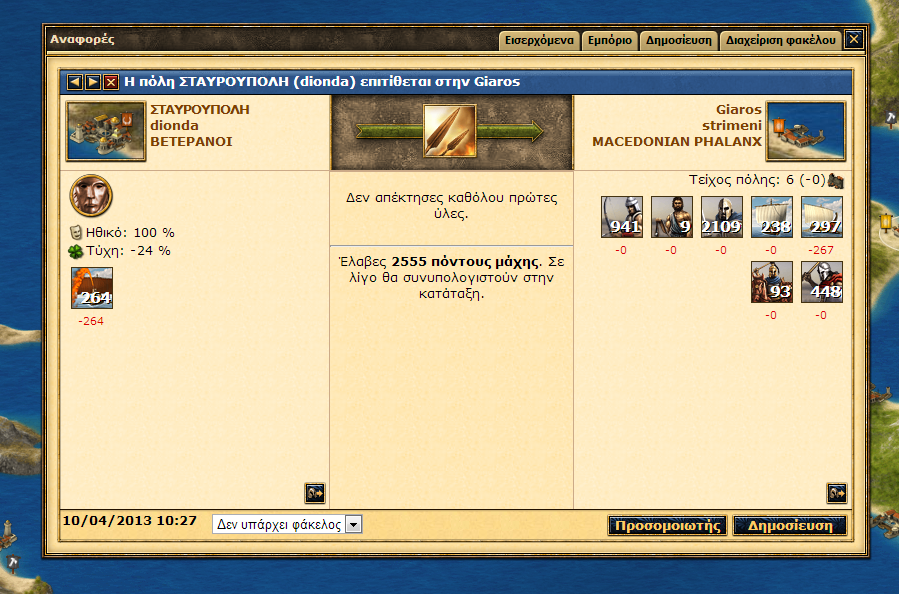 Αναφορές
Εισερχόμενα
Εμπόριο
Δημοσίευση
Διαχείριση φακέλου
Η πόλη ΣΤΑΥΡΟΥΠΟΛΗ (dionda) επιτίθεται στην Giaros
ΣΤΑΥΡΟΥΠΟΛΗ
dionda
ΒΕΤΕΡΑΝΟΙ
Giaros
strimeni
MACEDONIAN PHALANX
Ηθικό: 100 %
Τύχη: -24 %
264
-264
Δεν απέκτησες καθόλου πρώτες
ύλες.
Έλαβες 2555 πόντους μάχης. Σε
λίγο θα συνυπολογιστούν στην
κατάταξη.
Τείχος πόλης: 6 (-0)
941 9 2109 238 297
-0 -0 -0 -0 -267
93 448
-0 -0
10/04/2013 10:27
Δεν υπάρχει φάκελος
Προσομοιωτής
Δημοσίευση